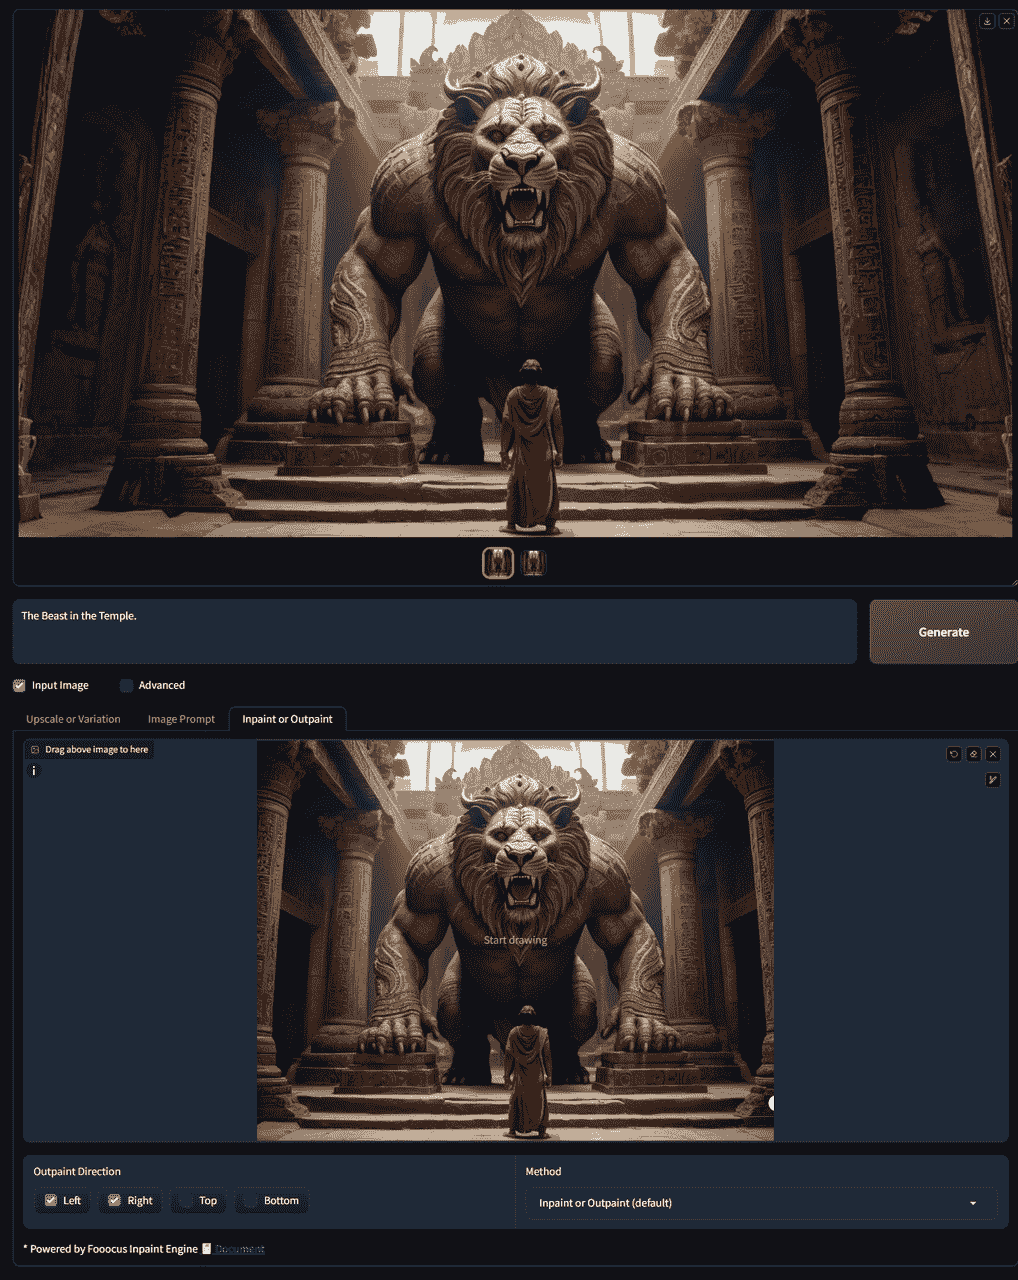 The Beast in the Temple.
Generate
Input Image
Advanced
Upscale or Variation
Image Prompt
Inpaint or Outpaint
Drag above image to here
i
Start drawing
Outpaint Direction
Method
Left
Right
Top
Bottom
Inpaint or Outpaint (default)
* Powered by Fooocus Inpaint Engine Document